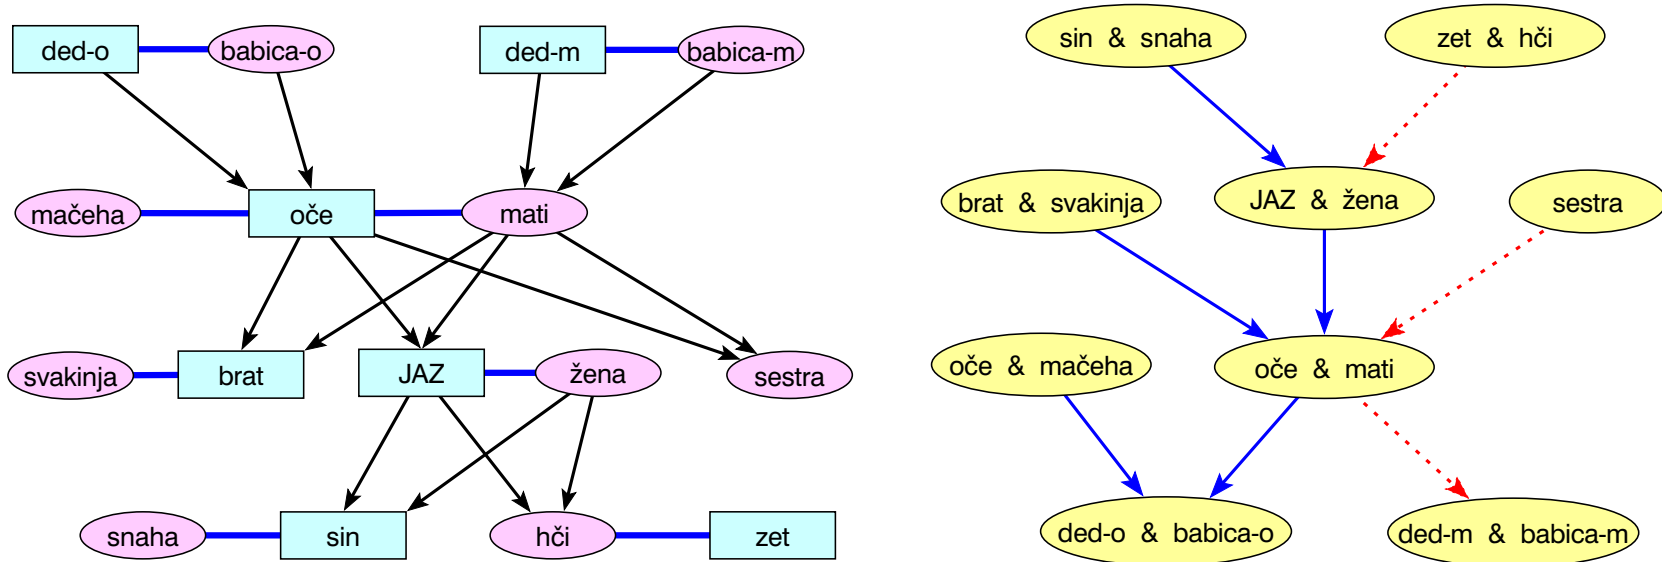 ded-o
babica-o
ded-m
babica-m
mačeha
oče
mati
svakinja
brat
JAZ
žena
sestra
snaha
sin
hči
zet
sin & snaha
zet & hči
brat & svakinja
JAZ & žena
sestra
oče & mačeha
oče & mati
ded-o & babica-o
ded-m & babica-m